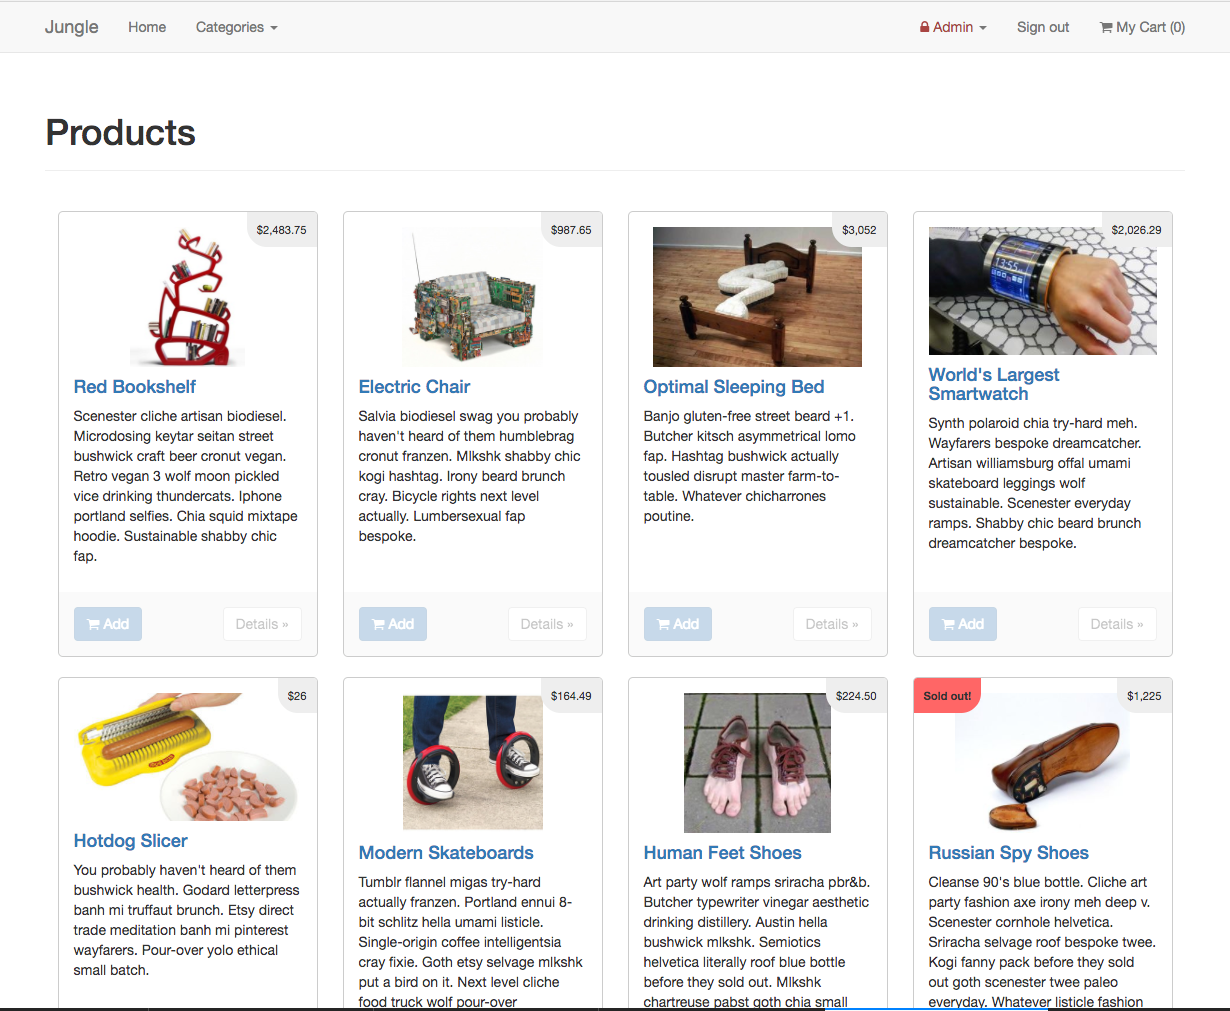 Jungle Home Categories Admin Sign out My Cart (0)
Products
$2,483.75
Red Bookshelf
Scenester cliche artisan biodiesel.
Microdosing keytar seitan street
bushwick craft beer cronut vegan.
Retro vegan 3 wolf moon pickled
vice drinking thundercats. Iphone
portland selfies. Chia squid mixtape
hoodie. Sustainable shabby chic
fap.
Add Details »
$987.65
Electric Chair
Salvia biodiesel swag you probably
haven't heard of them humblebrag
cronut franzen. Mlkshk shabby chic
kogi hashtag. Irony beard brunch
cray. Bicycle rights next level
actually. Lumbersexual fap
bespoke.
Add Details »
$3,052
Optimal Sleeping Bed
Banjo gluten-free street beard +1.
Butcher kitsch asymmetrical lomo
fap. Hashtag bushwick actually
tousled disrupt master farm-to-
table. Whatever chicharrones
poutine.
Add Details »
$2,026.29
13:55
World's Largest
Smartwatch
Synth polaroid chia try-hard meh.
Wayfarers bespoke dreamcatcher.
Artisan williamsburg offal umami
skateboard leggings wolf
sustainable. Scenester everyday
ramps. Shabby chic beard brunch
dreamcatcher bespoke.
Add Details »
$26
Hotdog Slicer
You probably haven't heard of them
bushwick health. Godard letterpress
banh mi truffaut brunch. Etsy direct
trade meditation banh mi pinterest
wayfarers. Pour-over yolo ethical
small batch.
$164.49
Modern Skateboards
Tumblr flannel migas try-hard
actually franzen. Portland ennui 8-
bit schlitz hella umami listicle.
Single-origin coffee intelligentsia
cray fixie. Goth etsy selvage mlkshk
put a bird on it. Next level cliche
food truck wolf pour-over
$224.50
Human Feet Shoes
Art party wolf ramps sriracha pbr&b.
Butcher typewriter vinegar aesthetic
drinking distillery. Austin hella
bushwick mlkshk. Semiotics
helvetica literally roof blue bottle
before they sold out. Mlkshk
chartreuse pabst goth chia small
Sold out! $1,225
Russian Spy Shoes
Cleanse 90's blue bottle. Cliche art
party fashion axe irony meh deep v.
Scenester cornhole helvetica.
Sriracha selvage roof bespoke twee.
Kogi fanny pack before they sold
out goth scenester twee paleo
everyday. Whatever listicle fashion